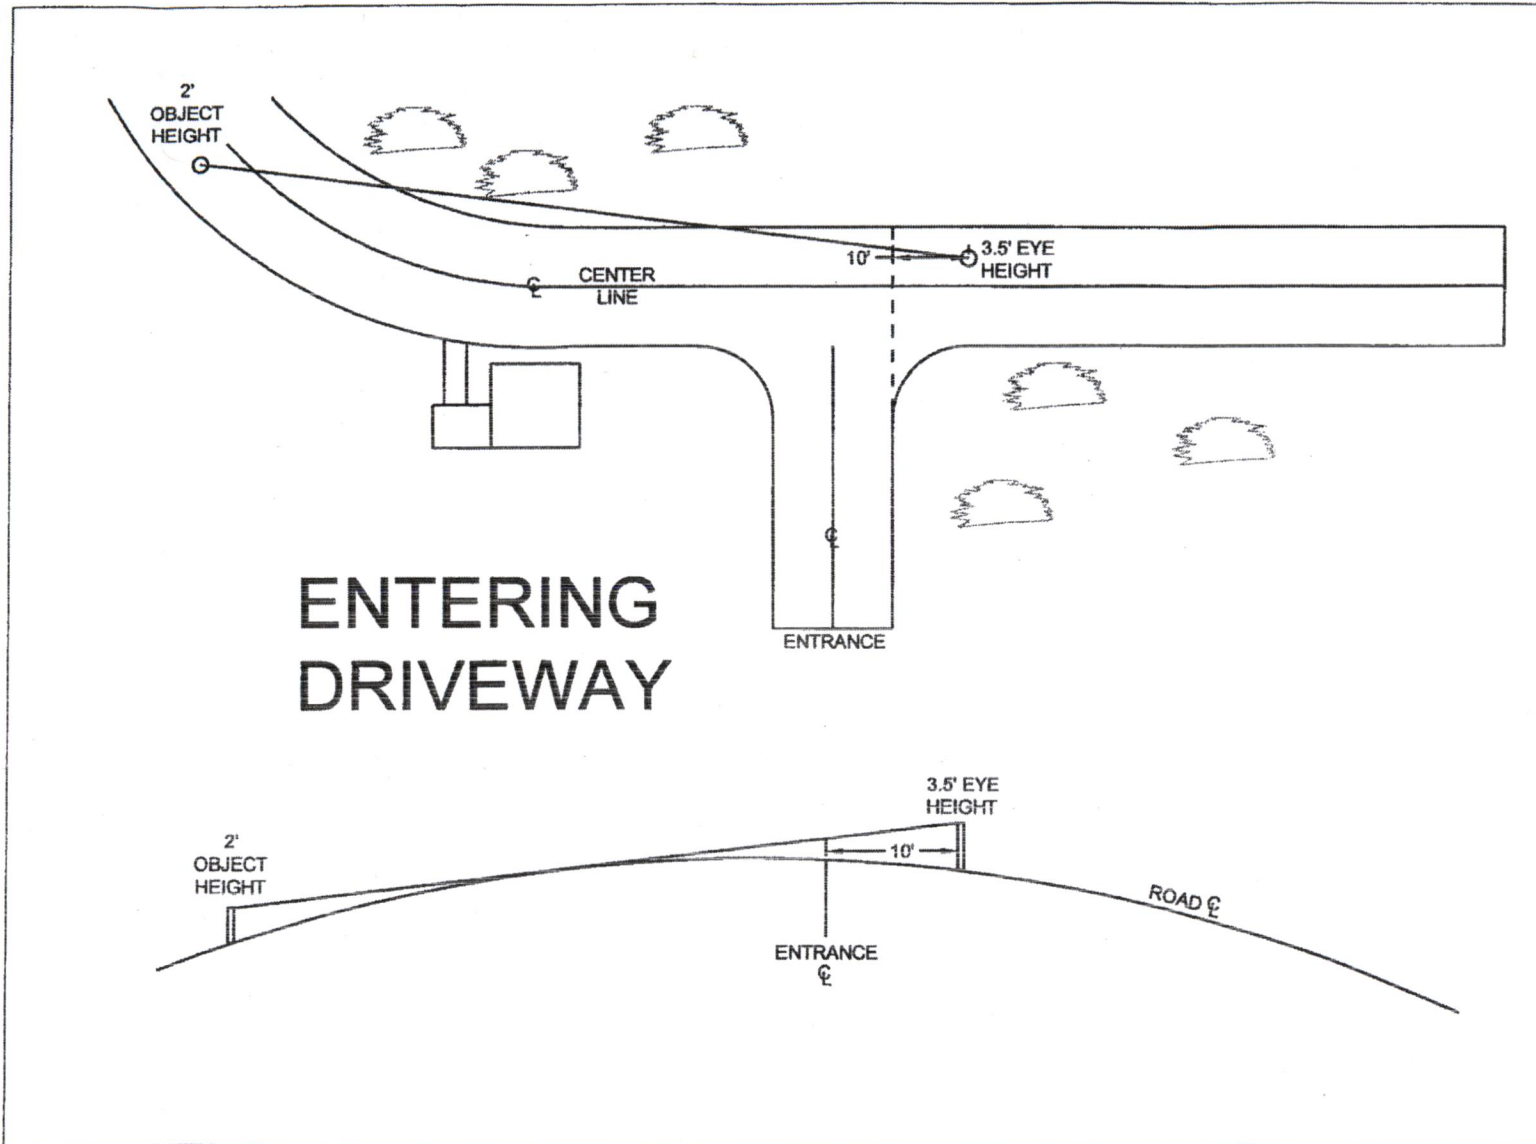 2'
OBJECT
HEIGHT
10'
3.5' EYE
HEIGHT
℄
CENTER
LINE
℄
ENTRANCE
ENTERING
DRIVEWAY
3.5' EYE
HEIGHT
2'
OBJECT
HEIGHT
10'
ROAD ℄
ENTRANCE
℄